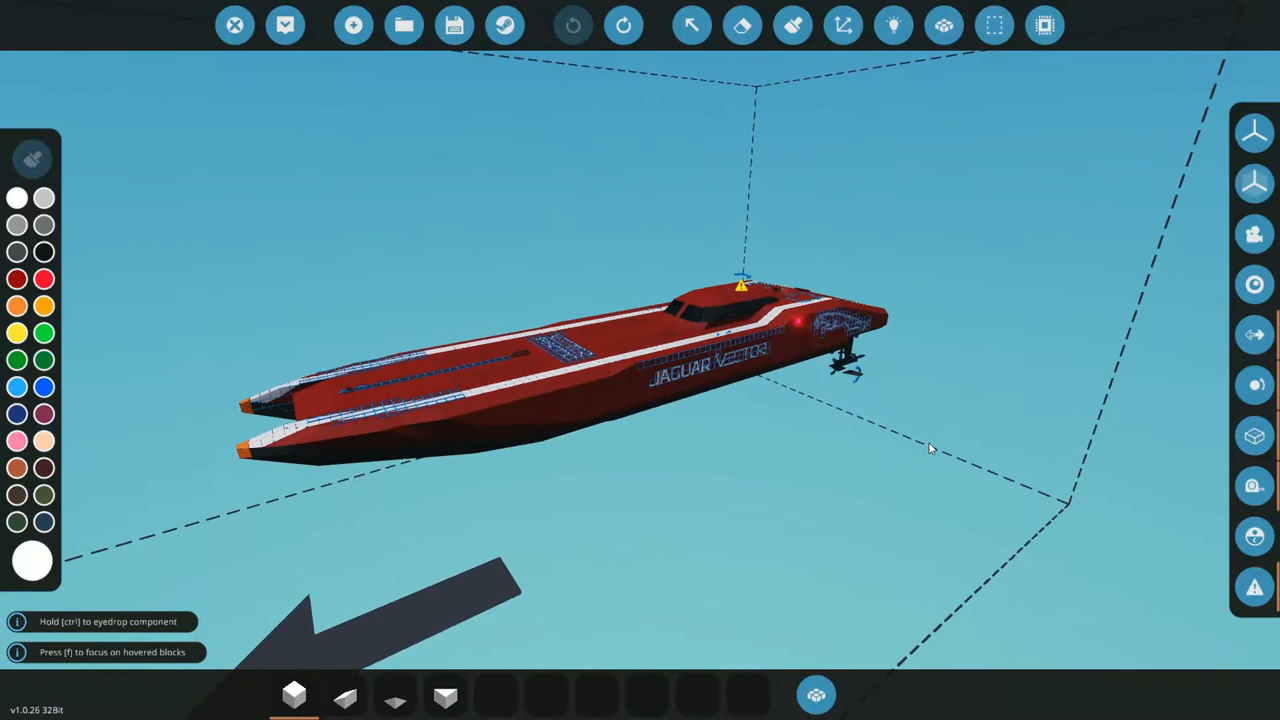 JAGUAR VECTOR
Hold [ctrl] to eyedrop component
Press [f] to focus on hovered blocks
v1.0.26 32Bit